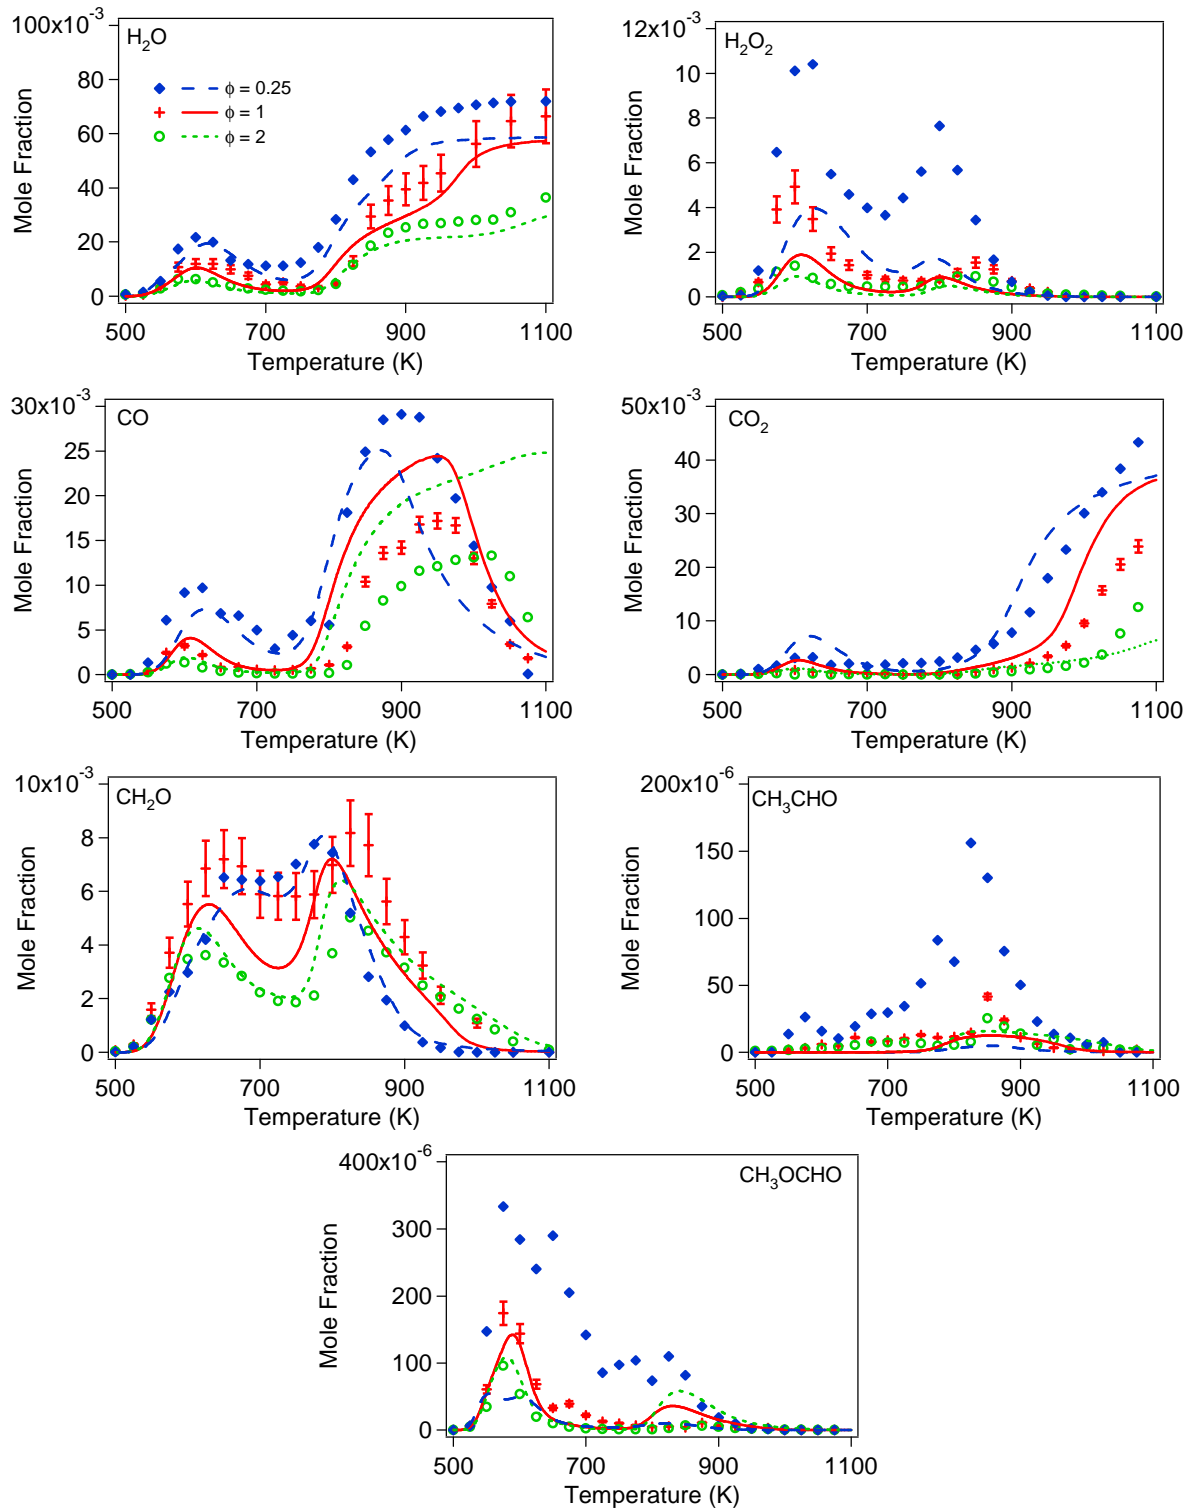 100x10⁻³
H₂O
ϕ = 0.25
ϕ = 1
ϕ = 2
80
60
40
20
0
500
700
900
1100
Mole Fraction
Temperature (K)
12x10⁻³
H₂O₂
10
8
6
4
2
0
500
700
900
1100
Mole Fraction
Temperature (K)
30x10⁻³
CO
25
20
15
10
5
0
500
700
900
1100
Mole Fraction
Temperature (K)
50x10⁻³
CO₂
40
30
20
10
0
500
700
900
1100
Mole Fraction
Temperature (K)
10x10⁻³
CH₂O
8
6
4
2
0
500
700
900
1100
Mole Fraction
Temperature (K)
200x10⁻⁶
CH₃CHO
150
100
50
0
500
700
900
1100
Mole Fraction
Temperature (K)
400x10⁻⁶
CH₃OCHO
300
200
100
0
500
700
900
1100
Mole Fraction
Temperature (K)